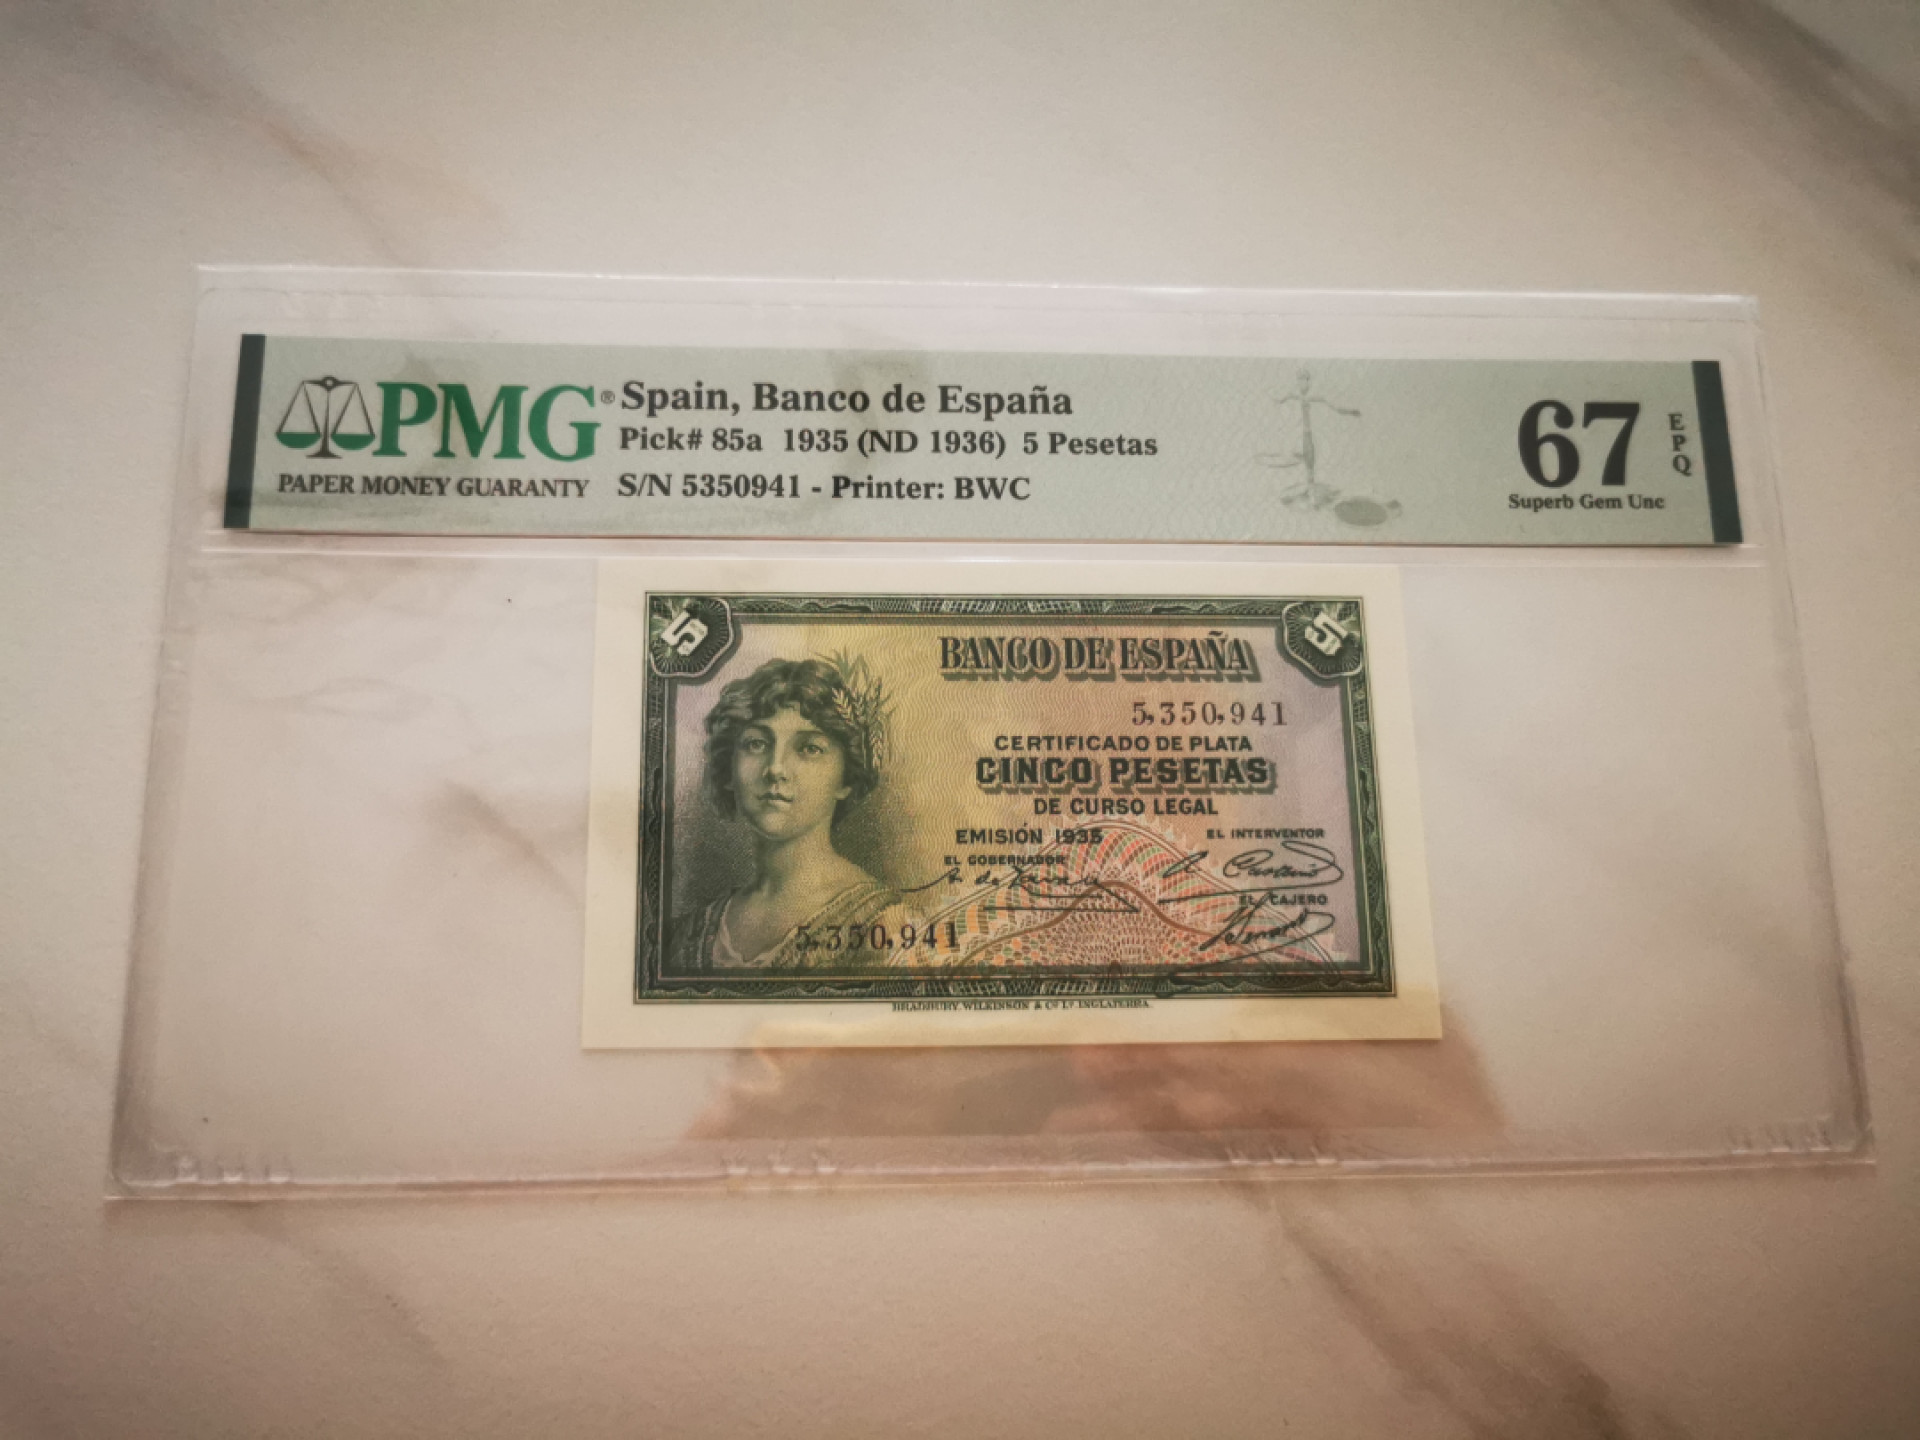 PMG®
PAPER MONEY GUARANTY
Spain, Banco de España
Pick# 85a 1935 (ND 1936) 5 Pesetas
S/N 5350941 - Printer: BWC
67
EPQ
Superb Gem Unc
5
5
BANCO DE ESPAÑA
5,350,941
CERTIFICADO DE PLATA
CINCO PESETAS
DE CURSO LEGAL
EMISIÓN 1935
EL INTERVENTOR
EL GOBERNADOR
EL CAJERO
5,350,941
BRADBURY, WILKINSON & Cº Lº INGLATERRA